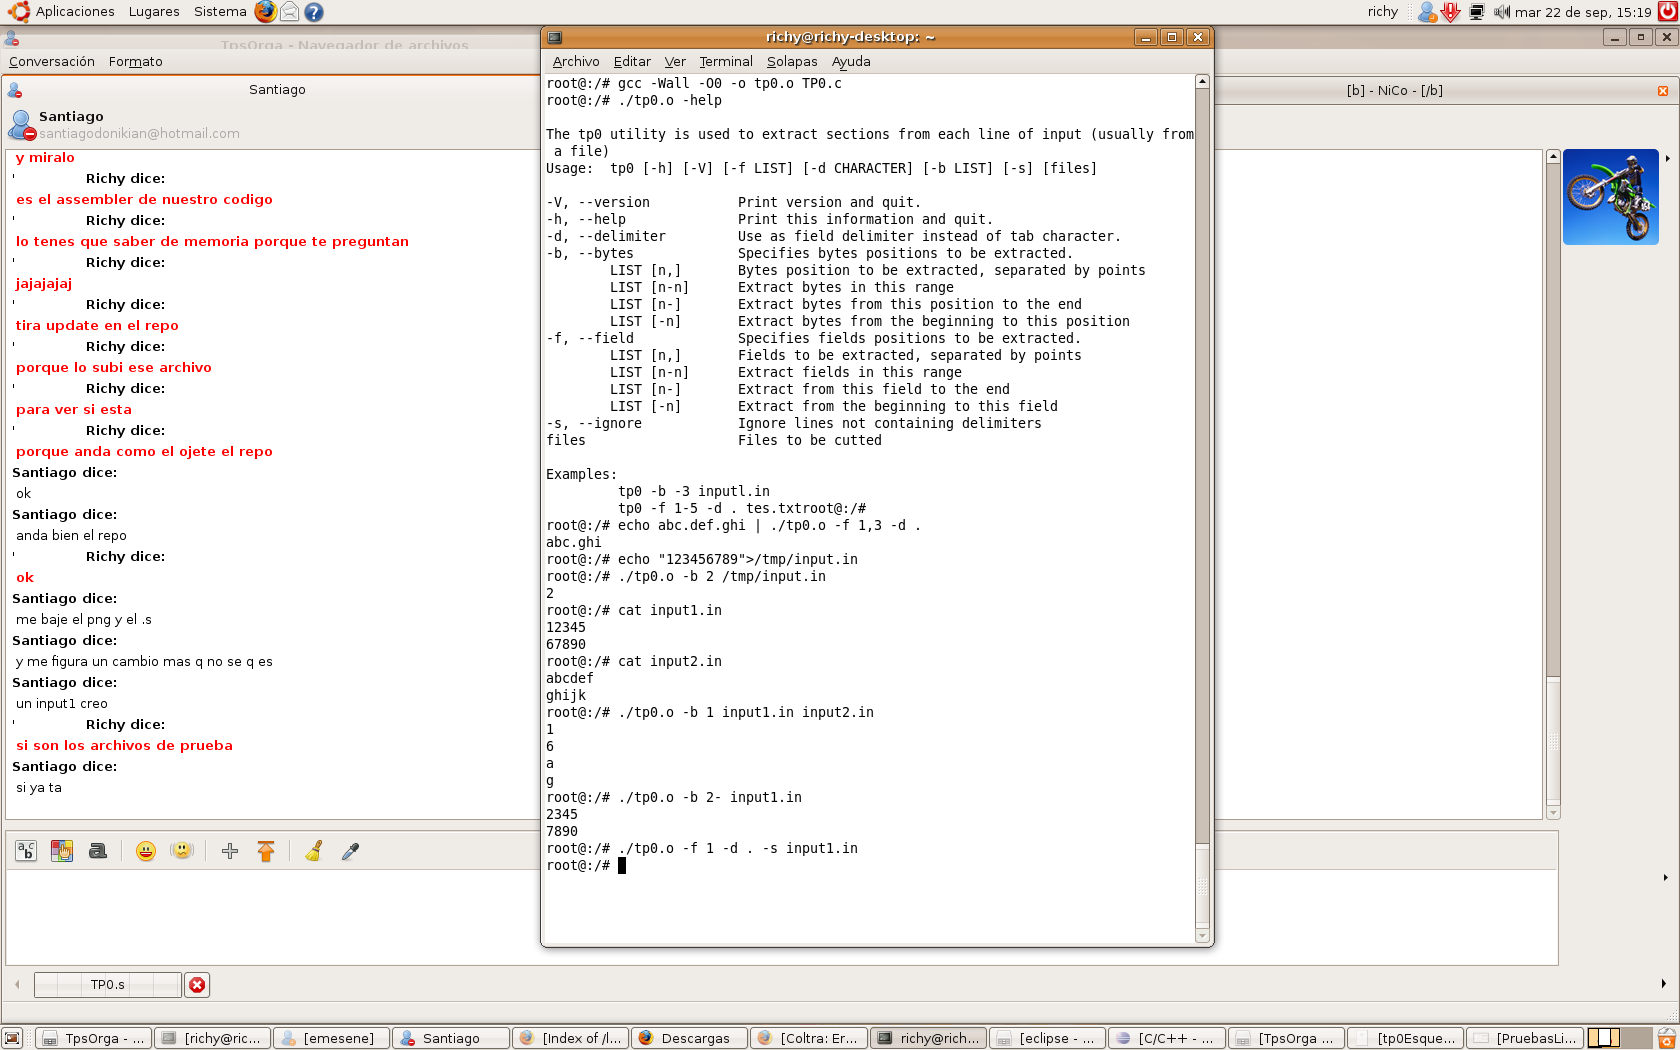 Aplicaciones Lugares Sistema
richy mar 22 de sep, 15:19
TpsOrga - Navegador de archivos
Conversación Formato
Santiago
Santiago
santiagodonikian@hotmail.com
y miralo
' Richy dice:
es el assembler de nuestro codigo
' Richy dice:
lo tenes que saber de memoria porque te preguntan
' Richy dice:
jajajajaj
' Richy dice:
tira update en el repo
' Richy dice:
porque lo subi ese archivo
' Richy dice:
para ver si esta
' Richy dice:
porque anda como el ojete el repo
Santiago dice:
ok
Santiago dice:
anda bien el repo
' Richy dice:
ok
Santiago dice:
me baje el png y el .s
Santiago dice:
y me figura un cambio mas q no se q es
Santiago dice:
un input1 creo
' Richy dice:
si son los archivos de prueba
Santiago dice:
si ya ta
TP0.s
richy@richy-desktop: ~
Archivo Editar Ver Terminal Solapas Ayuda
root@:/# gcc -Wall -O0 -o tp0.o TP0.c
root@:/# ./tp0.o -help
The tp0 utility is used to extract sections from each line of input (usually from
a file)
Usage: tp0 [-h] [-V] [-f LIST] [-d CHARACTER] [-b LIST] [-s] [files]
-V, --version Print version and quit.
-h, --help Print this information and quit.
-d, --delimiter Use as field delimiter instead of tab character.
-b, --bytes Specifies bytes positions to be extracted.
LIST [n,] Bytes position to be extracted, separated by points
LIST [n-n] Extract bytes in this range
LIST [n-] Extract bytes from this position to the end
LIST [-n] Extract bytes from the beginning to this position
-f, --field Specifies fields positions to be extracted.
LIST [n,] Fields to be extracted, separated by points
LIST [n-n] Extract fields in this range
LIST [n-] Extract from this field to the end
LIST [-n] Extract from the beginning to this field
-s, --ignore Ignore lines not containing delimiters
files Files to be cutted
Examples:
tp0 -b -3 inputl.in
tp0 -f 1-5 -d . tes.txtroot@:/#
root@:/# echo abc.def.ghi | ./tp0.o -f 1,3 -d .
abc.ghi
root@:/# echo "123456789">/tmp/input.in
root@:/# ./tp0.o -b 2 /tmp/input.in
2
root@:/# cat input1.in
12345
67890
root@:/# cat input2.in
abcdef
ghijk
root@:/# ./tp0.o -b 1 input1.in input2.in
1
6
a
g
root@:/# ./tp0.o -b 2- input1.in
2345
7890
root@:/# ./tp0.o -f 1 -d . -s input1.in
root@:/#
[b] - NiCo - [/b]
TpsOrga - ... [richy@ric... [emesene] Santiago [Index of /l... Descargas [Coltra: Er... richy@rich... [eclipse - ... [C/C++ - ... [TpsOrga ... [tp0Esque... [PruebasLi...